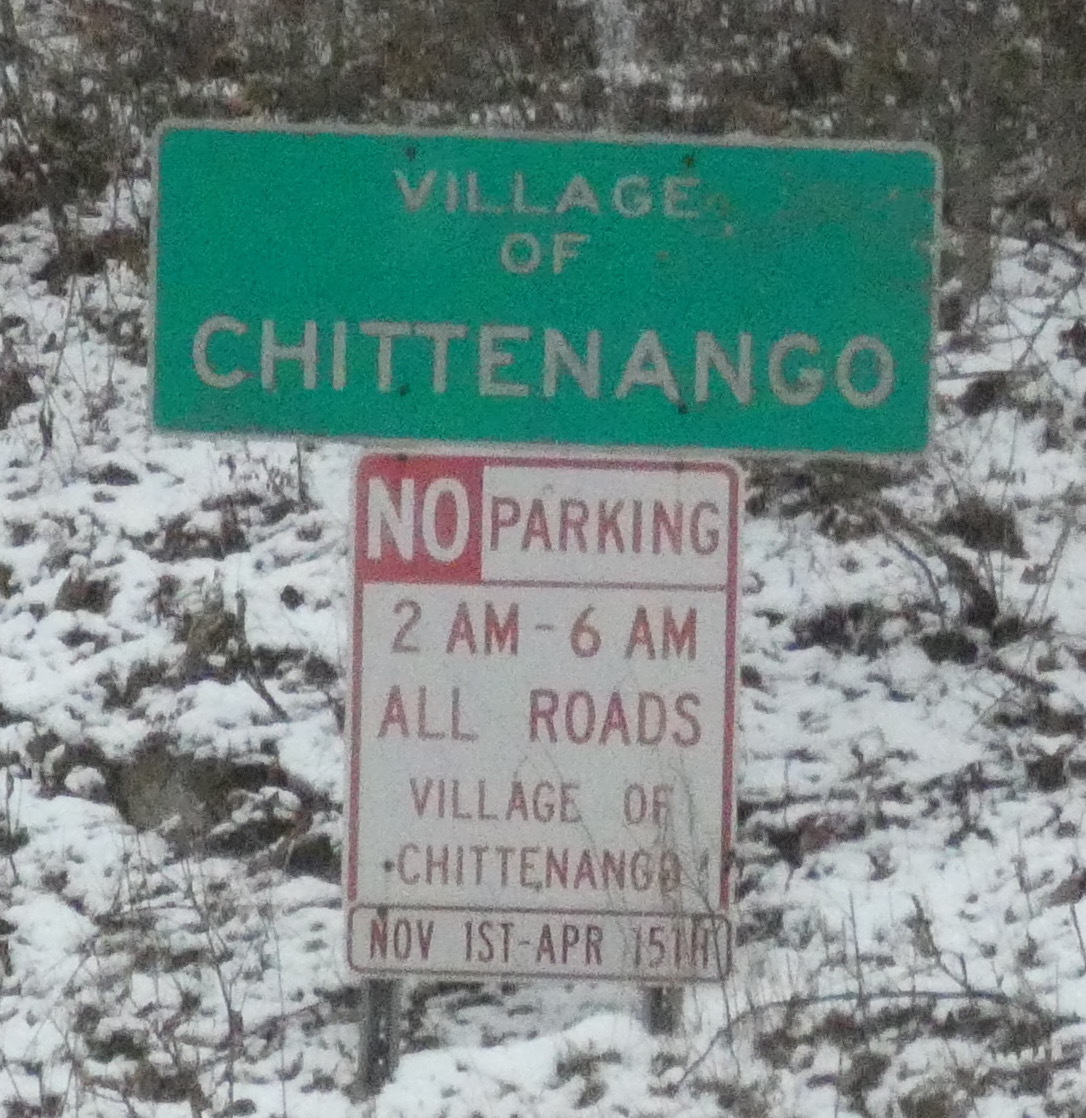 VILLAGE
OF
CHITTENANGO
NO PARKING
2 AM - 6 AM
ALL ROADS
VILLAGE OF
CHITTENANGO
NOV 1ST-APR 15TH